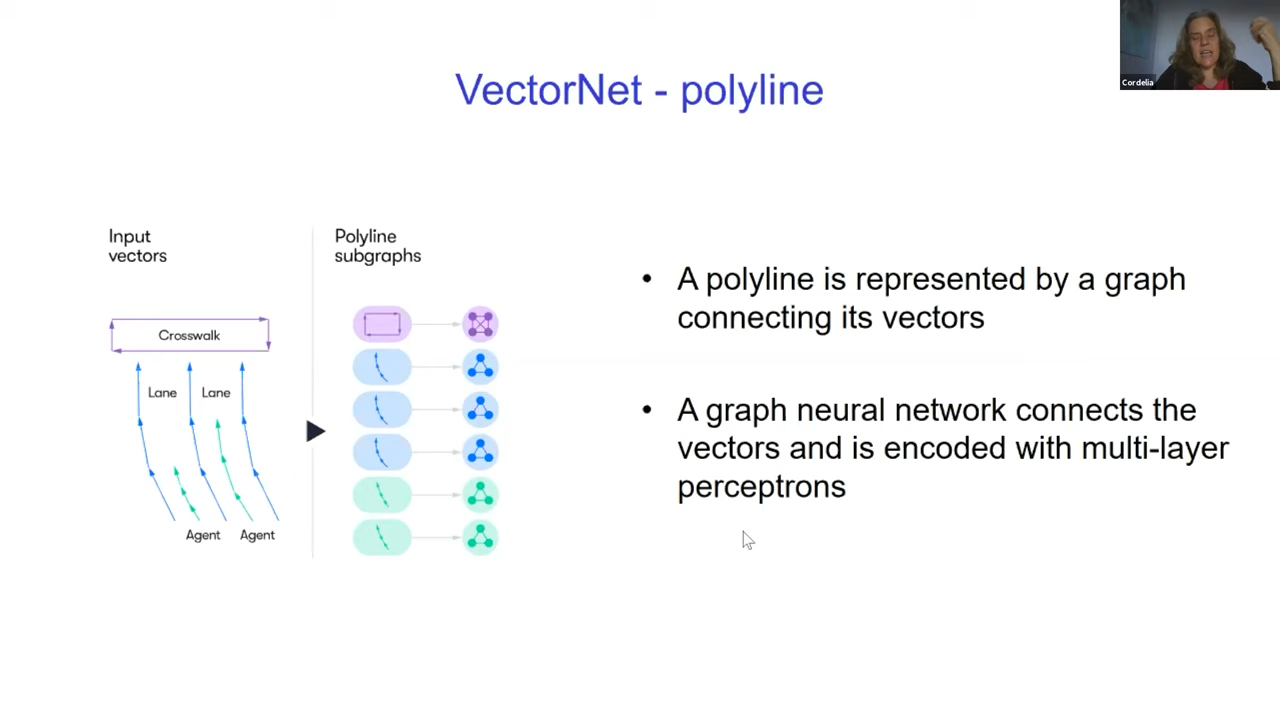 VectorNet - polyline
Cordelia
Input
vectors
Polyline
subgraphs
Crosswalk
Lane
Lane
Agent
Agent
• A polyline is represented by a graph
connecting its vectors
• A graph neural network connects the
vectors and is encoded with multi-layer
perceptrons